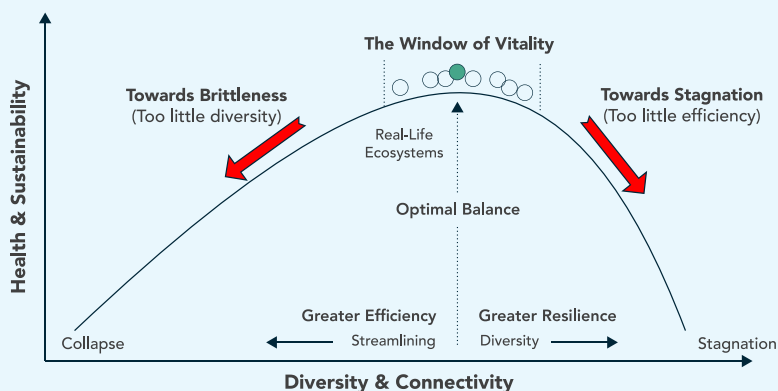 The Window of Vitality
Towards Brittleness
(Too little diversity)
Towards Stagnation
(Too little efficiency)
Real-Life
Ecosystems
Health & Sustainability
Optimal Balance
Greater Efficiency
Greater Resilience
Collapse
Streamlining
Diversity
Stagnation
Diversity & Connectivity